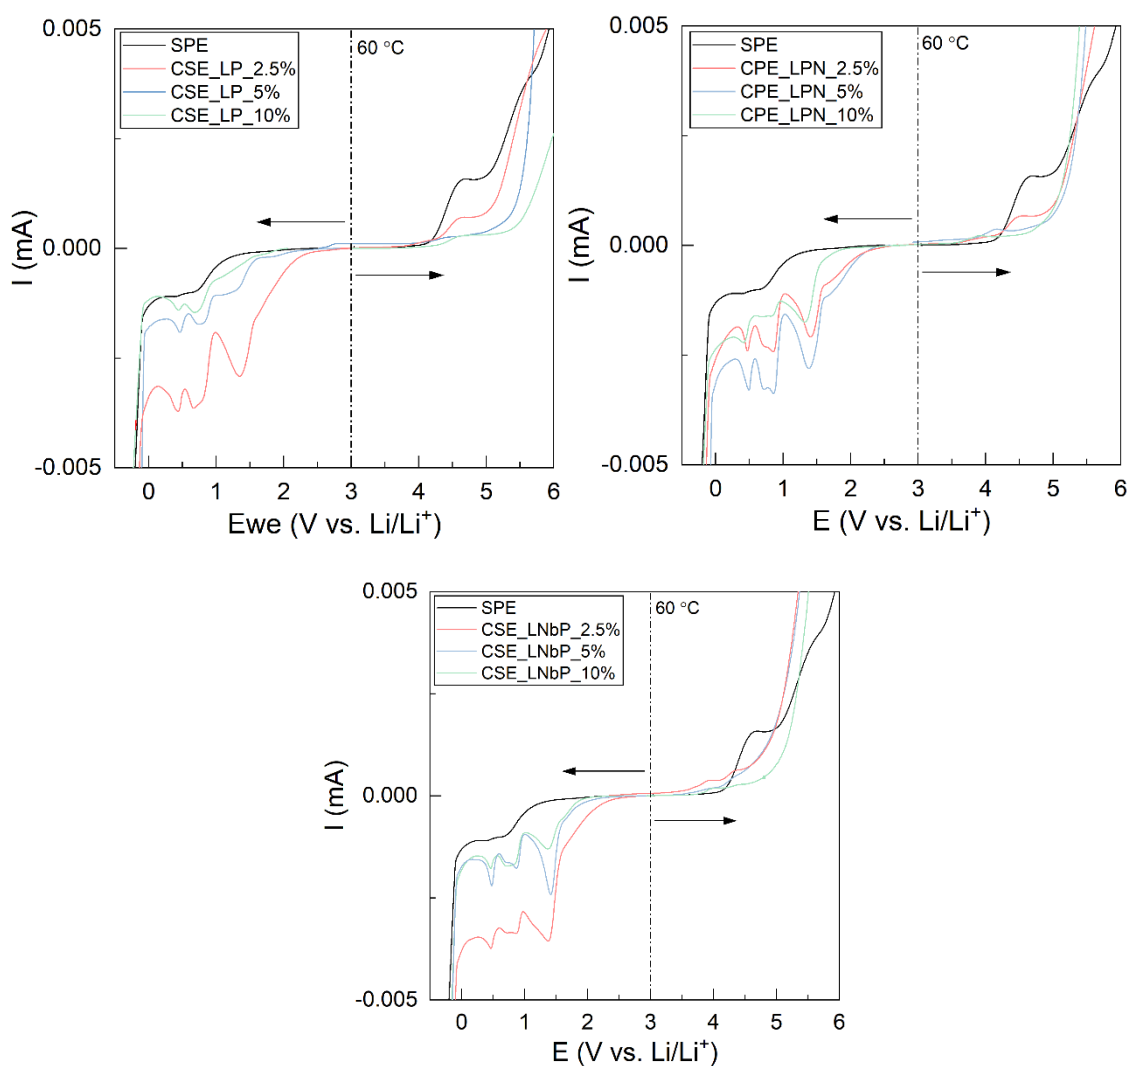 0.005
SPE
CSE_LP_2.5%
CSE_LP_5%
CSE_LP_10%
60 °C
0.000
-0.005
I (mA)
0 1 2 3 4 5 6
Ewe (V vs. Li/Li⁺)
0.005
SPE
CPE_LPN_2.5%
CPE_LPN_5%
CPE_LPN_10%
60 °C
0.000
-0.005
I (mA)
0 1 2 3 4 5 6
E (V vs. Li/Li⁺)
0.005
SPE
CSE_LNbP_2.5%
CSE_LNbP_5%
CSE_LNbP_10%
60 °C
0.000
-0.005
I (mA)
0 1 2 3 4 5 6
E (V vs. Li/Li⁺)